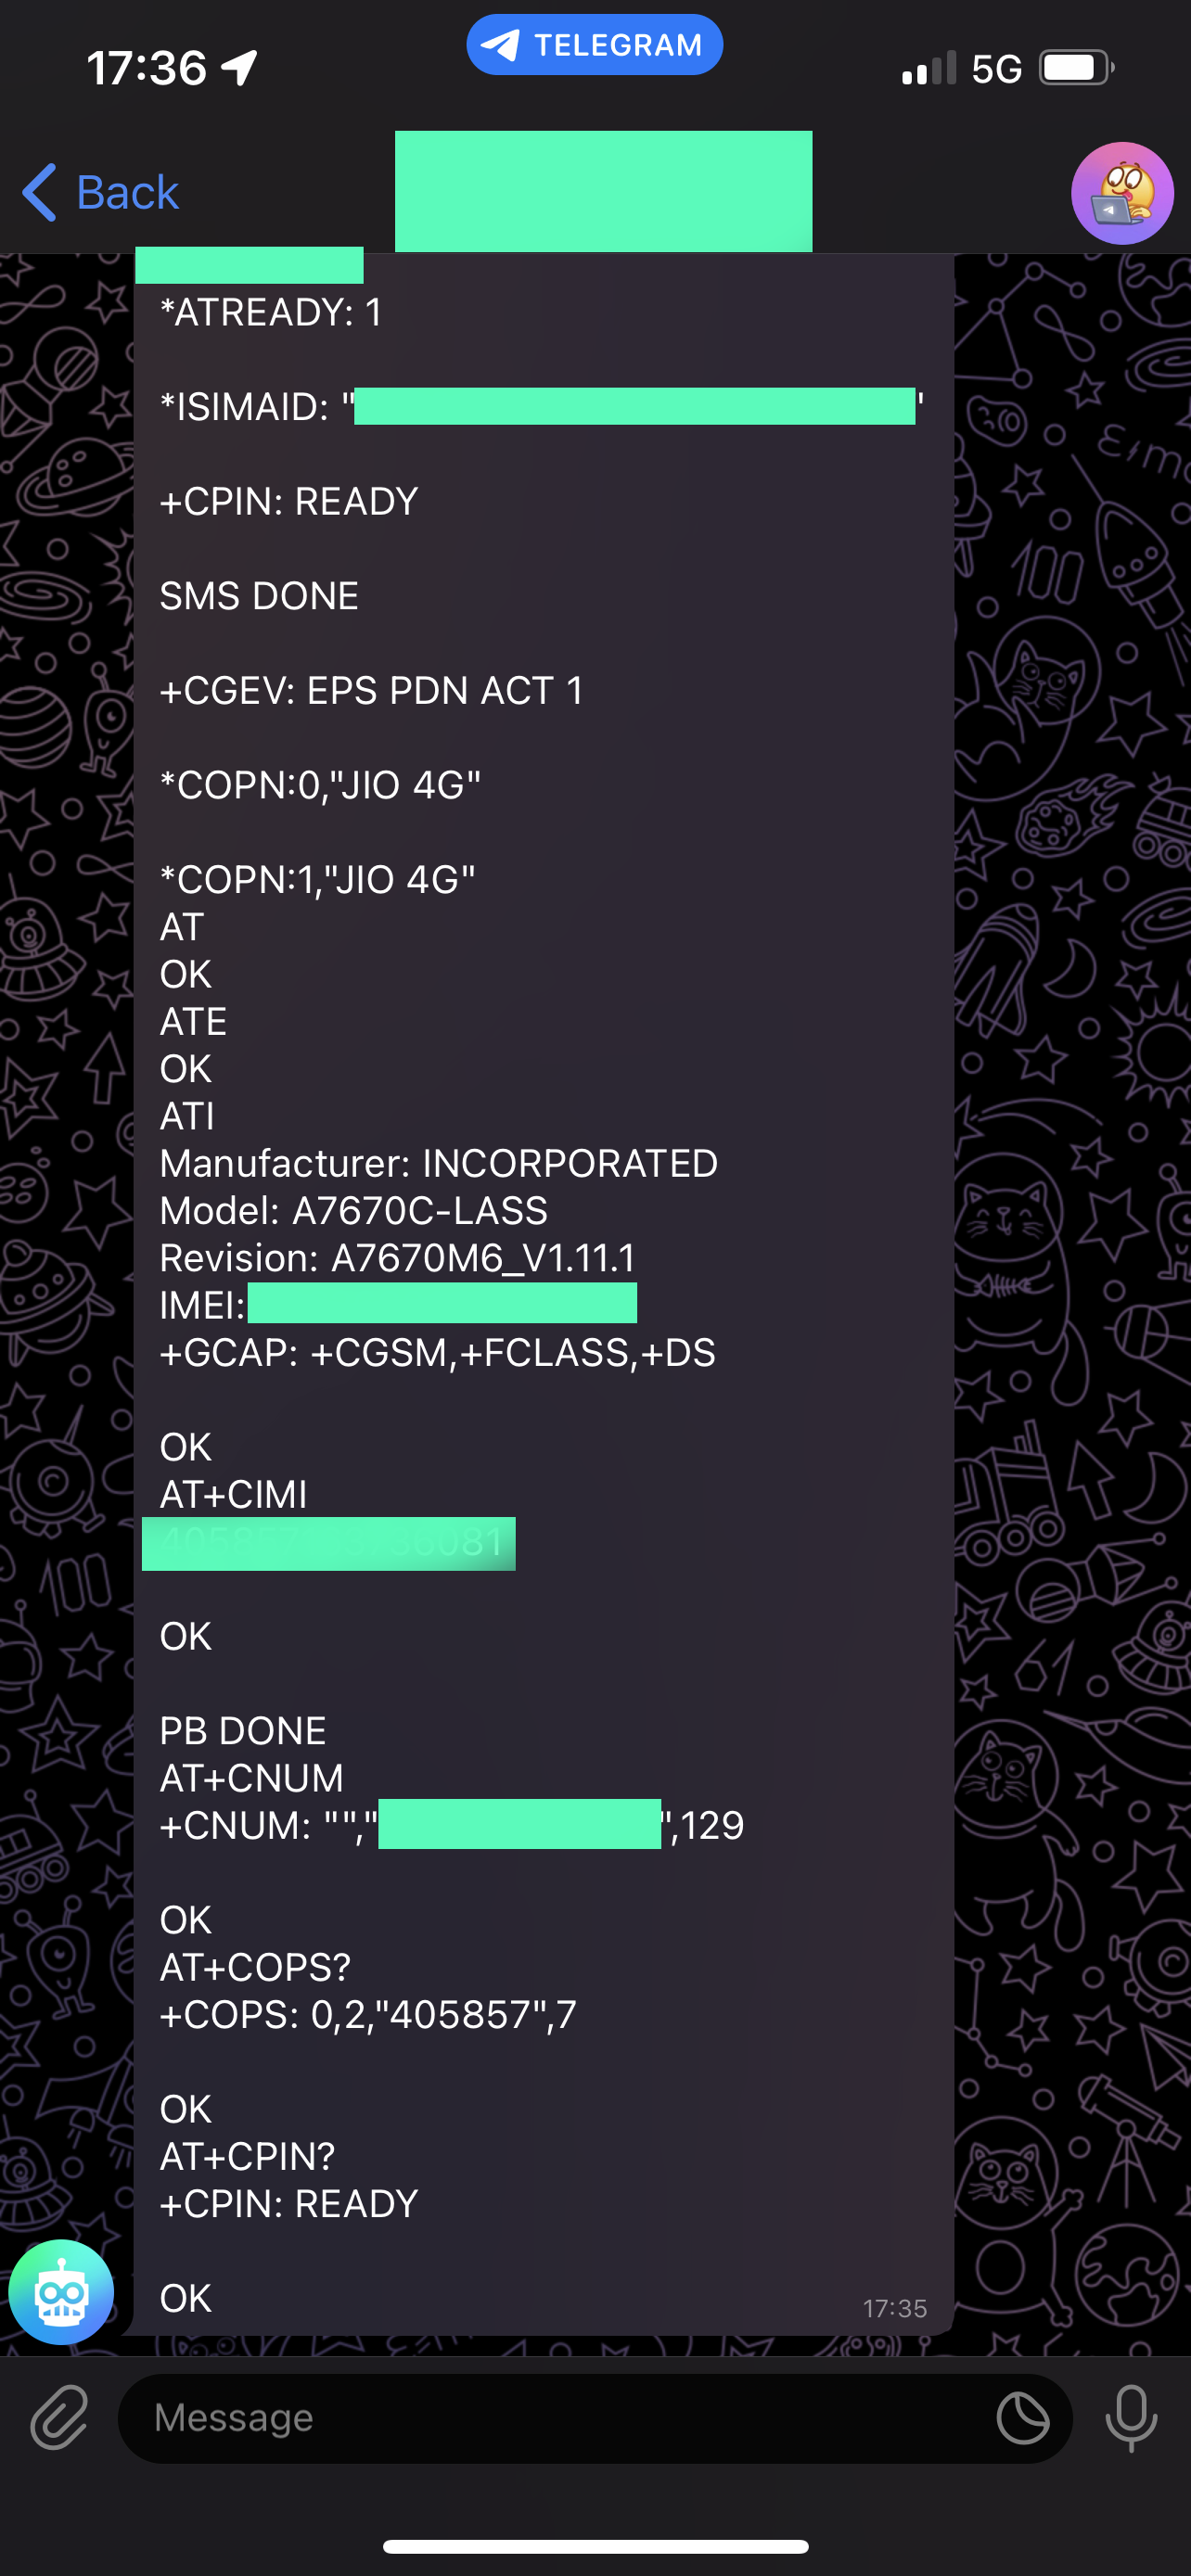 17:36
TELEGRAM
5G
Back
*ATREADY: 1
*ISIMAID: "
+CPIN: READY
SMS DONE
+CGEV: EPS PDN ACT 1
*COPN:0,"JIO 4G"
*COPN:1,"JIO 4G"
AT
OK
ATE
OK
ATI
Manufacturer: INCORPORATED
Model: A7670C-LASS
Revision: A7670M6_V1.11.1
IMEI:
+GCAP: +CGSM,+FCLASS,+DS
OK
AT+CIMI
OK
PB DONE
AT+CNUM
+CNUM: "","",129
OK
AT+COPS?
+COPS: 0,2,"405857",7
OK
AT+CPIN?
+CPIN: READY
OK
17:35
Message